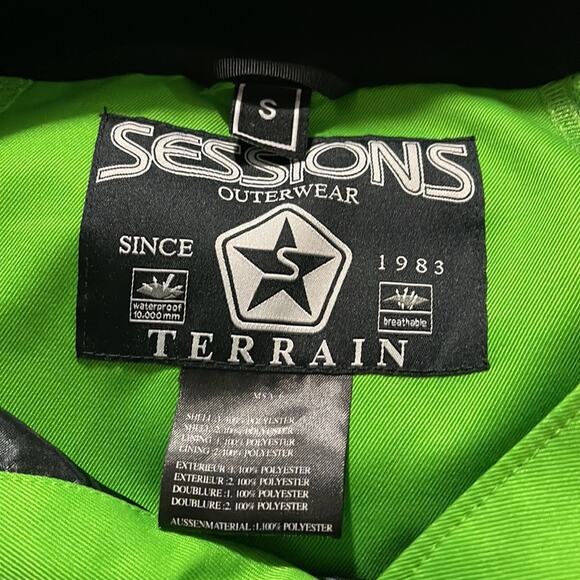 S
SESSIONS
OUTERWEAR
SINCE
S
1983
waterproof
10.000mm
breathable
TERRAIN
SHELL: 1. 100% POLYESTER
SHELL: 2. 100% POLYESTER
LINING: 1. 100% POLYESTER
LINING : 2. 100% POLYESTER
EXTERIEUR :1. 100% POLYESTER
EXTERIEUR :2. 100% POLYESTER
DOUBLURE :1. 100% POLYESTER
DOUBLURE :2. 100% POLYESTER
AUSSENMATERIAL :1.100% POLYESTER